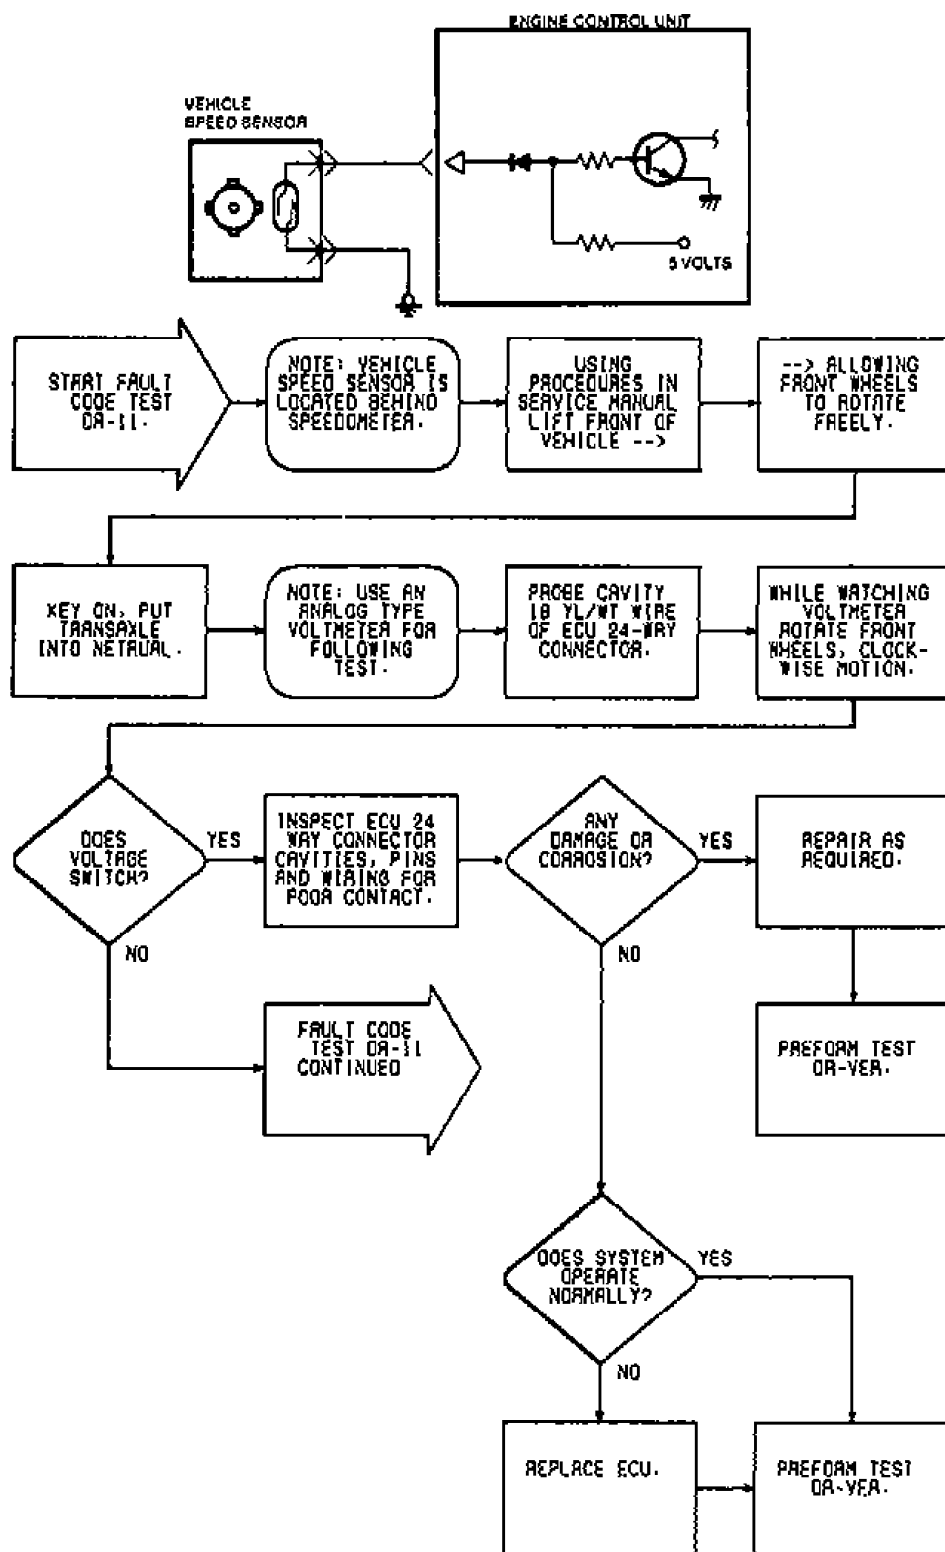 ENGINE CONTROL UNIT
VEHICLE
SPEED SENSOR
5 VOLTS
START FAULT
CODE TEST
DR-11.
NOTE: VEHICLE
SPEED SENSOR IS
LOCATED BEHIND
SPEEDOMETER.
USING
PROCEDURES IN
SERVICE MANUAL
LIFT FRONT OF
VEHICLE -->
--> ALLOWING
FRONT WHEELS
TO ROTATE
FREELY.
KEY ON, PUT
TRANSAXLE
INTO NETRUAL.
NOTE: USE AN
ANALOG TYPE
VOLTMETER FOR
FOLLOWING
TEST.
PROBE CAVITY
18 YL/WT WIRE
OF ECU 24-WAY
CONNECTOR.
WHILE WATCHING
VOLTMETER
ROTATE FRONT
WHEELS, CLOCK-
WISE MOTION.
DOES
VOLTAGE
SWITCH?
YES
INSPECT ECU 24
WAY CONNECTOR
CAVITIES, PINS
AND WIRING FOR
POOR CONTACT.
ANY
DAMAGE OR
CORROSION?
YES
REPAIR AS
REQUIRED.
NO
NO
FAULT CODE
TEST DR-11
CONTINUED
PREFORM TEST
DR-VER.
DOES SYSTEM
OPERATE
NORMALLY?
YES
NO
REPLACE ECU.
PREFORM TEST
DR-VER.